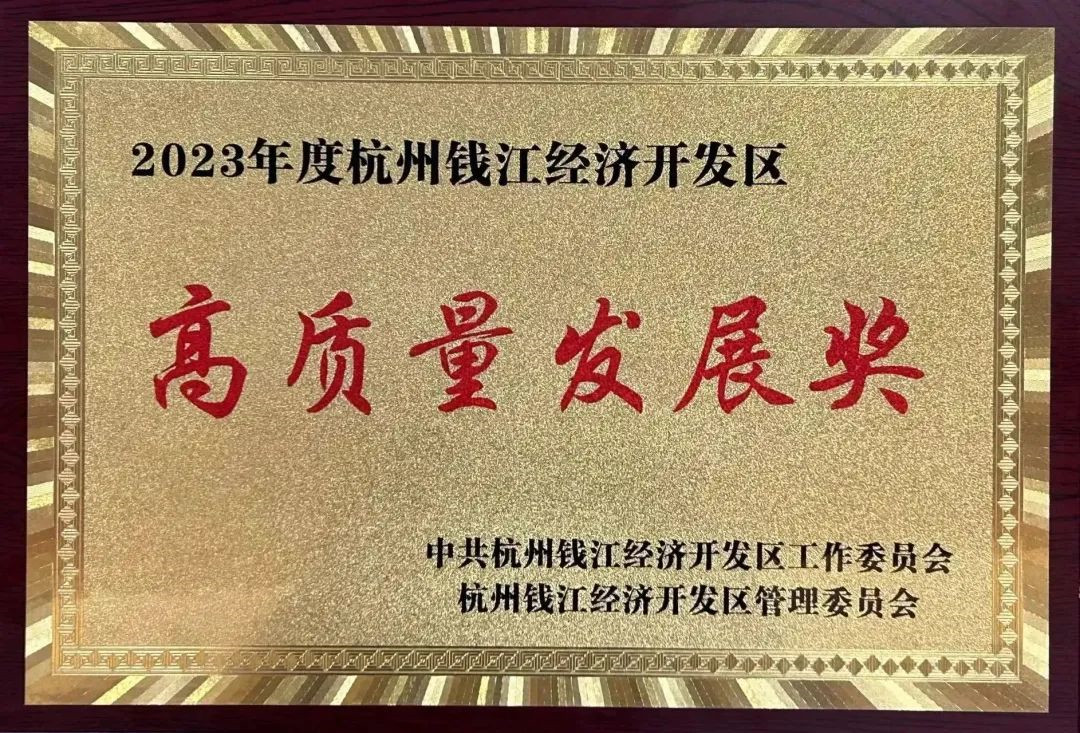 2023年度杭州钱江经济开发区
高质量发展奖
中共杭州钱江经济开发区工作委员会
杭州钱江经济开发区管理委员会